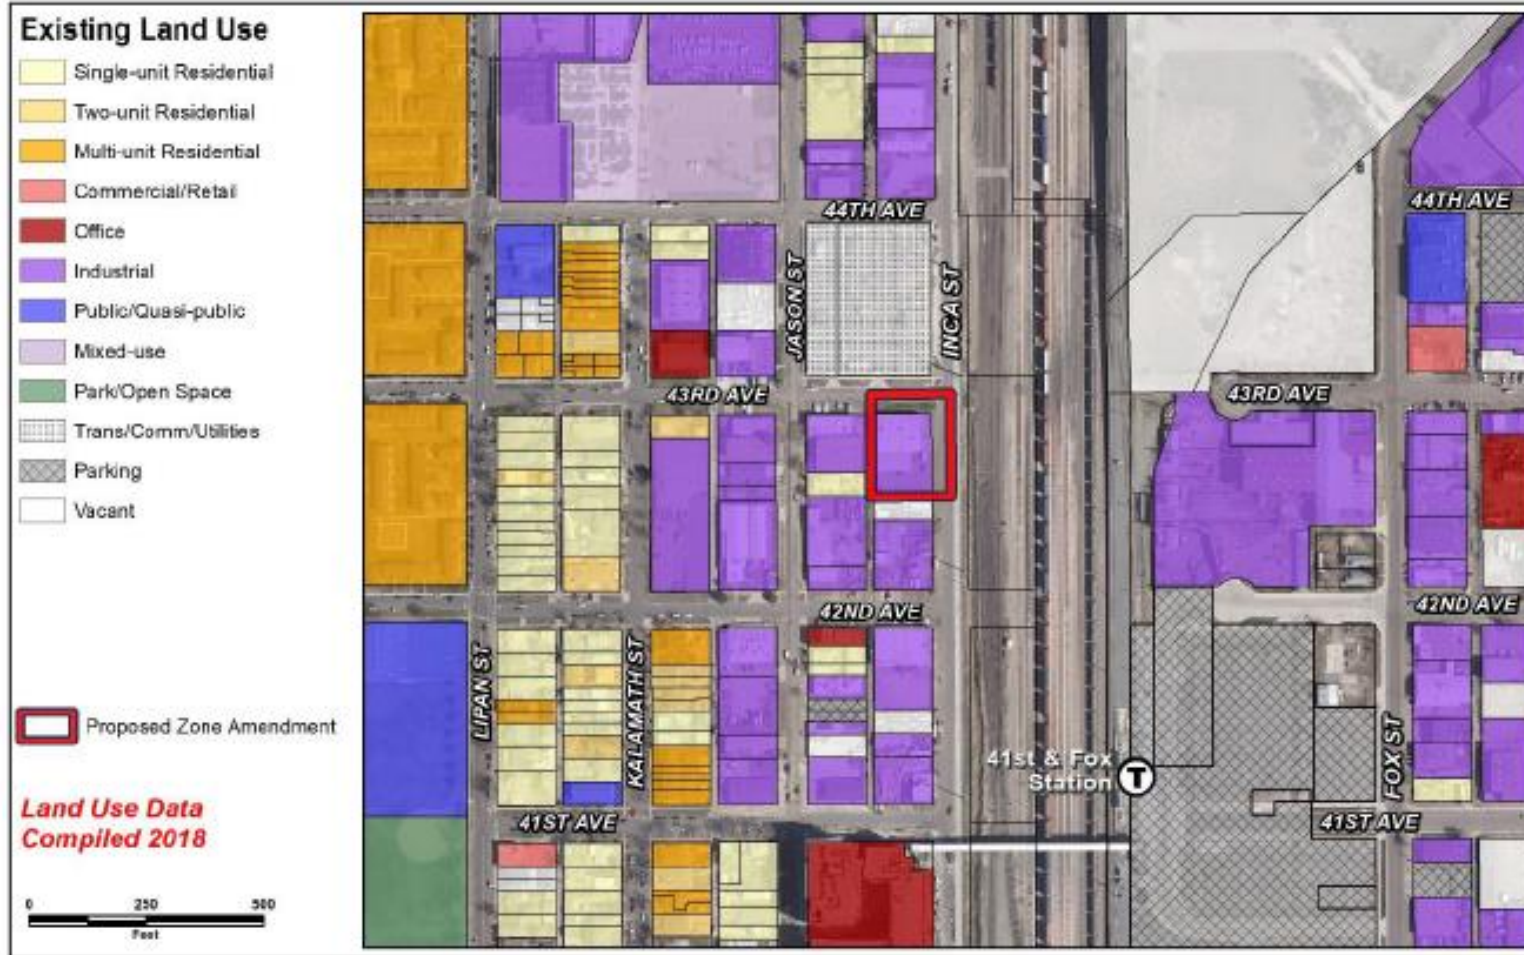 Existing Land Use
Single-unit Residential
Two-unit Residential
Multi-unit Residential
Commercial/Retail
Office
Industrial
Public/Quasi-public
Mixed-use
Park/Open Space
Trans/Comm/Utilities
Parking
Vacant
Proposed Zone Amendment
Land Use Data
Compiled 2018
0 250 500
Feet
44TH AVE
44TH AVE
JASON ST
INCA ST
43RD AVE
43RD AVE
42ND AVE
42ND AVE
LIPAN ST
KALAMATH ST
41st & Fox
Station
T
FOX ST
41ST AVE
41ST AVE